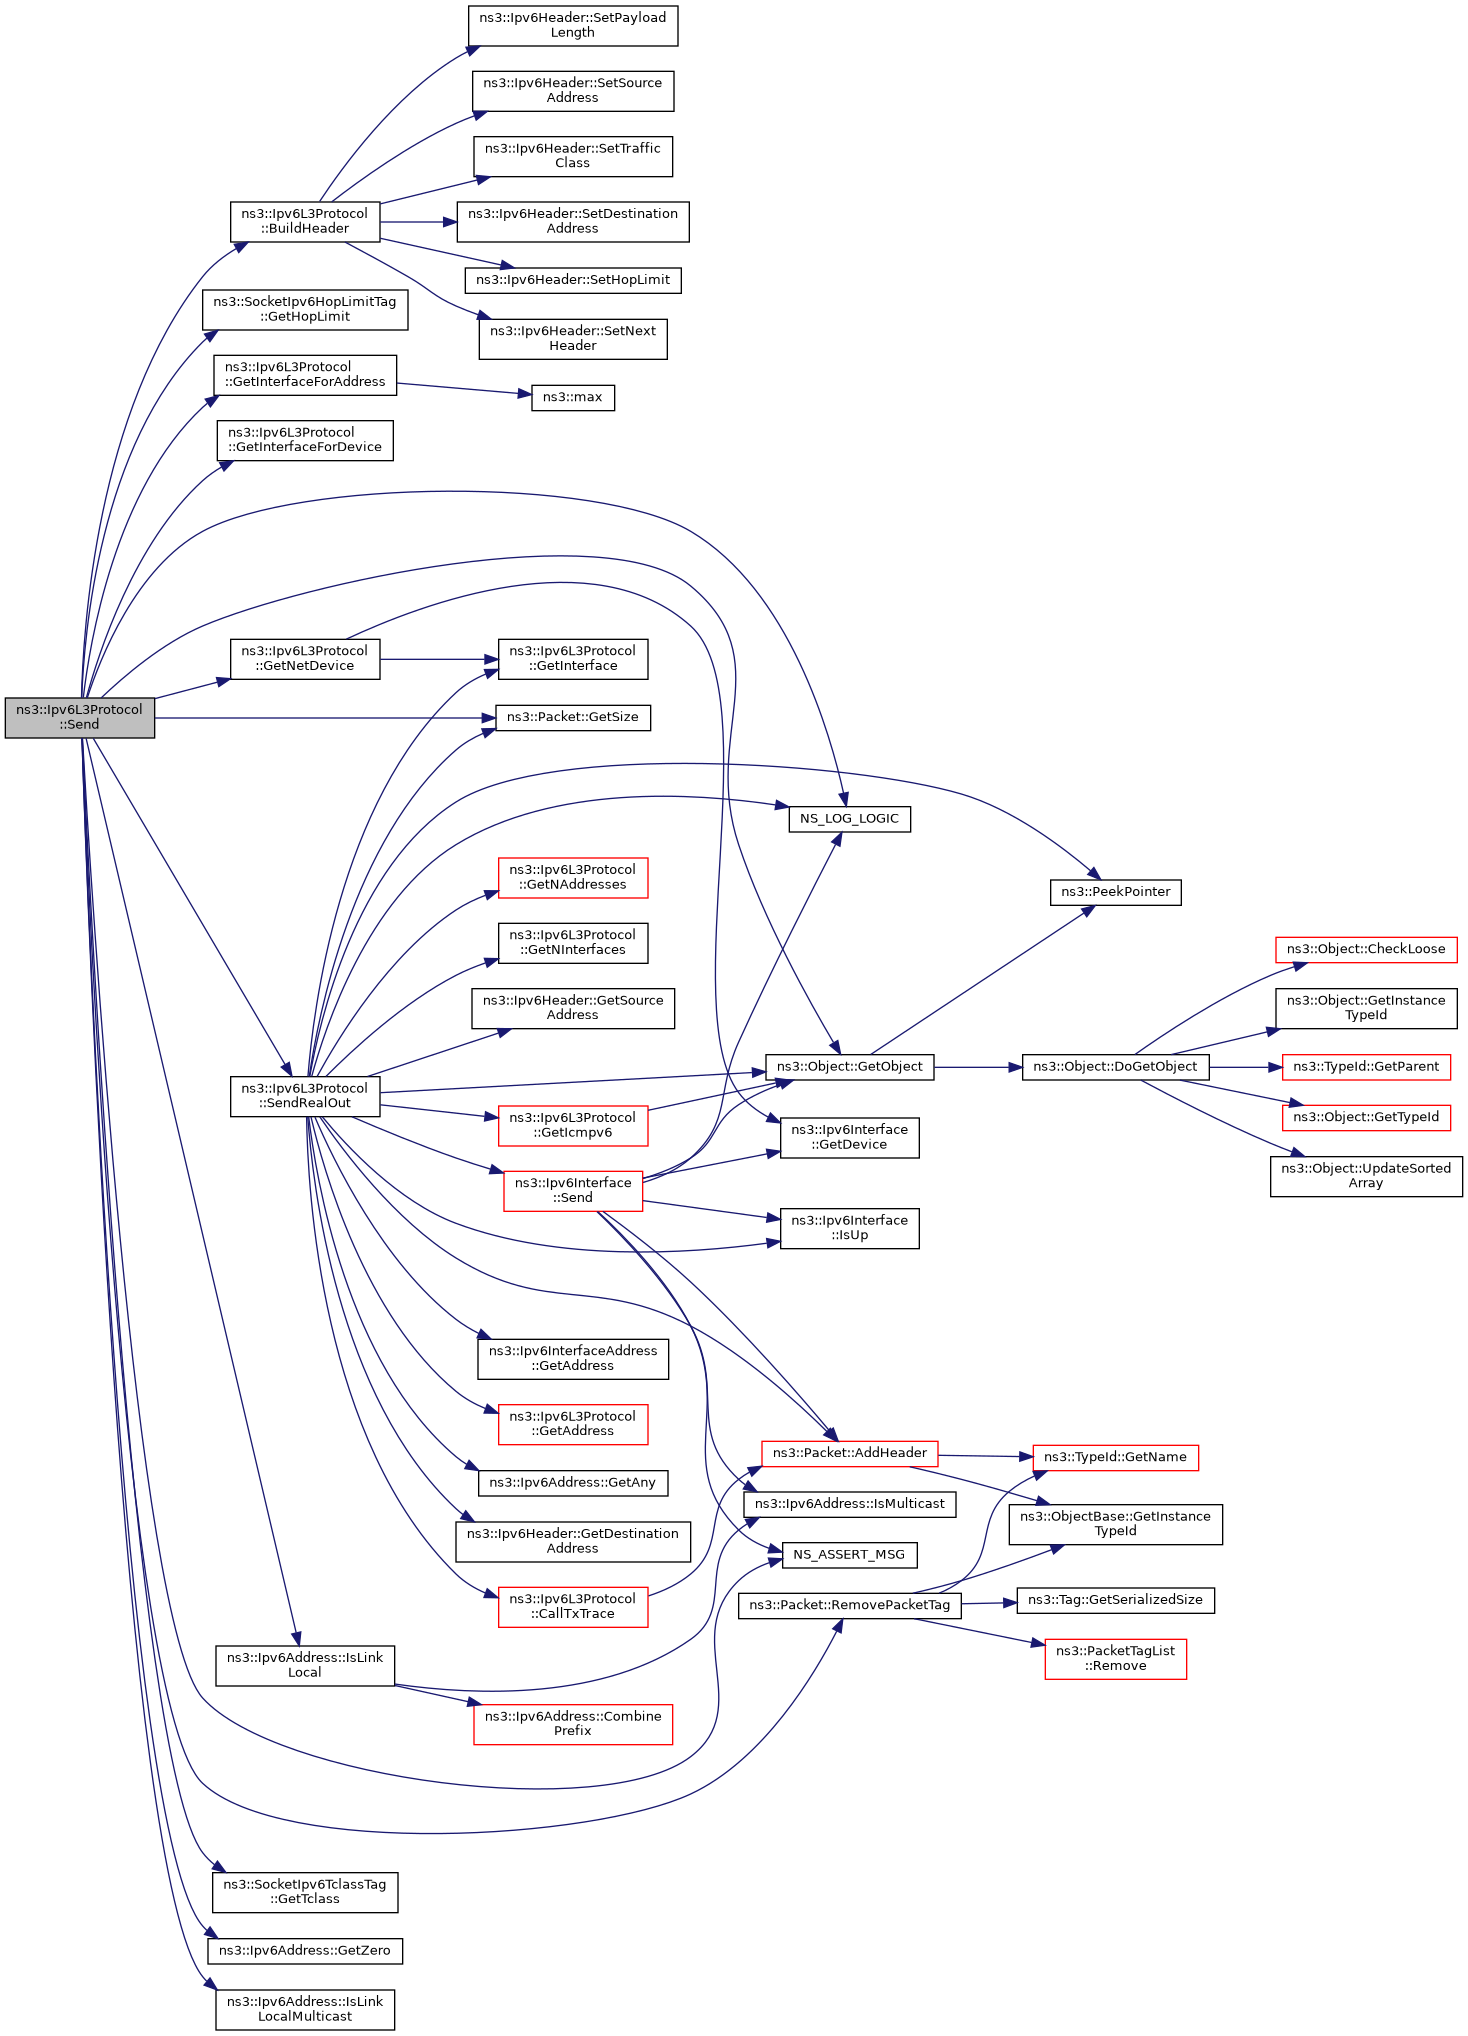 ns3::Ipv6Header::SetPayload
Length
ns3::Ipv6Header::SetSource
Address
ns3::Ipv6Header::SetTraffic
Class
ns3::Ipv6L3Protocol
::BuildHeader
ns3::Ipv6Header::SetDestination
Address
ns3::Ipv6Header::SetHopLimit
ns3::SocketIpv6HopLimitTag
::GetHopLimit
ns3::Ipv6Header::SetNext
Header
ns3::Ipv6L3Protocol
::GetInterfaceForAddress
ns3::max
ns3::Ipv6L3Protocol
::GetInterfaceForDevice
ns3::Ipv6L3Protocol
::GetNetDevice
ns3::Ipv6L3Protocol
::GetInterface
ns3::Ipv6L3Protocol
::Send
ns3::Packet::GetSize
NS_LOG_LOGIC
ns3::Ipv6L3Protocol
::GetNAddresses
ns3::PeekPointer
ns3::Ipv6L3Protocol
::GetNInterfaces
ns3::Object::CheckLoose
ns3::Ipv6Header::GetSource
Address
ns3::Object::GetInstance
TypeId
ns3::Object::GetObject
ns3::Object::DoGetObject
ns3::TypeId::GetParent
ns3::Ipv6L3Protocol
::SendRealOut
ns3::Ipv6L3Protocol
::GetIcmpv6
ns3::Object::GetTypeId
ns3::Ipv6Interface
::GetDevice
ns3::Ipv6Interface
::Send
ns3::Object::UpdateSorted
Array
ns3::Ipv6Interface
::IsUp
ns3::Ipv6InterfaceAddress
::GetAddress
ns3::Ipv6L3Protocol
::GetAddress
ns3::Packet::AddHeader
ns3::TypeId::GetName
ns3::Ipv6Address::GetAny
ns3::Ipv6Address::IsMulticast
ns3::ObjectBase::GetInstance
TypeId
ns3::Ipv6Header::GetDestination
Address
NS_ASSERT_MSG
ns3::Ipv6L3Protocol
::CallTxTrace
ns3::Packet::RemovePacketTag
ns3::Tag::GetSerializedSize
ns3::PacketTagList
::Remove
ns3::Ipv6Address::IsLink
Local
ns3::Ipv6Address::Combine
Prefix
ns3::SocketIpv6TclassTag
::GetTclass
ns3::Ipv6Address::GetZero
ns3::Ipv6Address::IsLink
LocalMulticast